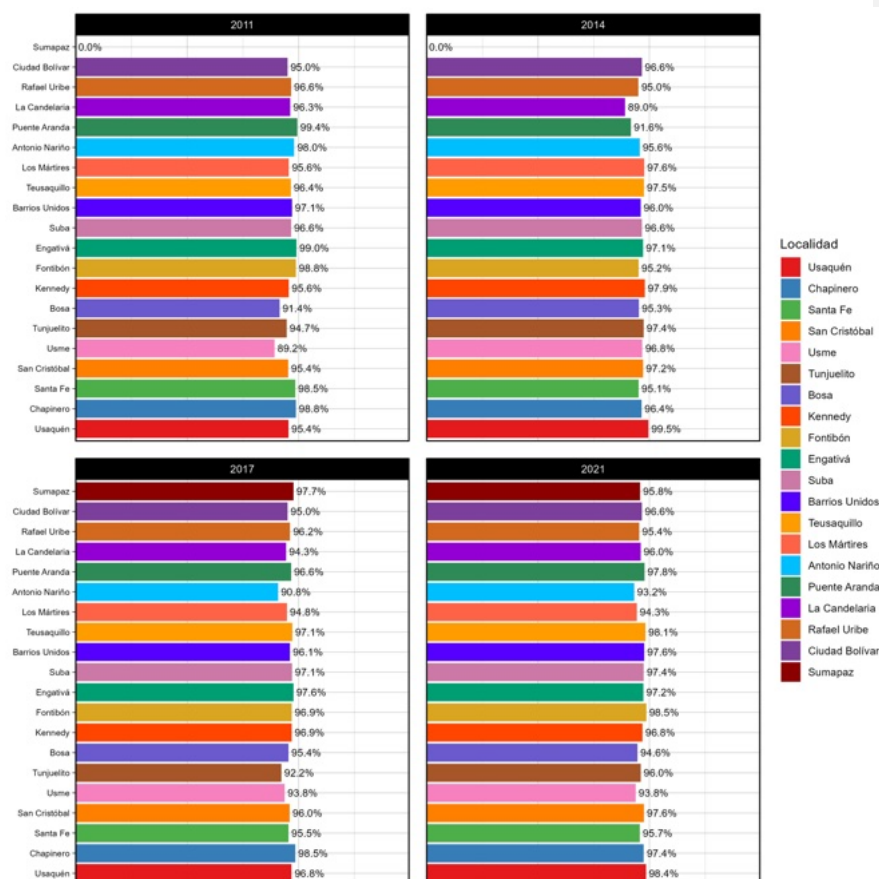 2011
Sumapaz 0.0%
Ciudad Bolívar 95.0%
Rafael Uribe 96.6%
La Candelaria 96.3%
Puente Aranda 99.4%
Antonio Nariño 98.0%
Los Mártires 95.6%
Teusaquillo 96.4%
Barrios Unidos 97.1%
Suba 96.6%
Engativá 99.0%
Fontibón 98.8%
Kennedy 95.6%
Bosa 91.4%
Tunjuelito 94.7%
Usme 89.2%
San Cristóbal 95.4%
Santa Fe 98.5%
Chapinero 98.8%
Usaquén 95.4%
2014
0.0%
96.6%
95.0%
89.0%
91.6%
95.6%
97.6%
97.5%
96.0%
96.6%
97.1%
95.2%
97.9%
95.3%
97.4%
96.8%
97.2%
95.1%
96.4%
99.5%
2017
Sumapaz 97.7%
Ciudad Bolívar 95.0%
Rafael Uribe 96.2%
La Candelaria 94.3%
Puente Aranda 96.6%
Antonio Nariño 90.8%
Los Mártires 94.8%
Teusaquillo 97.1%
Barrios Unidos 96.1%
Suba 97.1%
Engativá 97.6%
Fontibón 96.9%
Kennedy 96.9%
Bosa 95.4%
Tunjuelito 92.2%
Usme 93.8%
San Cristóbal 96.0%
Santa Fe 95.5%
Chapinero 98.5%
Usaquén 96.8%
2021
95.8%
96.6%
95.4%
96.0%
97.8%
93.2%
94.3%
98.1%
97.6%
97.4%
97.2%
98.5%
96.8%
94.6%
96.0%
93.8%
97.6%
95.7%
97.4%
98.4%
Localidad
Usaquén
Chapinero
Santa Fe
San Cristóbal
Usme
Tunjuelito
Bosa
Kennedy
Fontibón
Engativá
Suba
Barrios Unidos
Teusaquillo
Los Mártires
Antonio Nariño
Puente Aranda
La Candelaria
Rafael Uribe
Ciudad Bolívar
Sumapaz